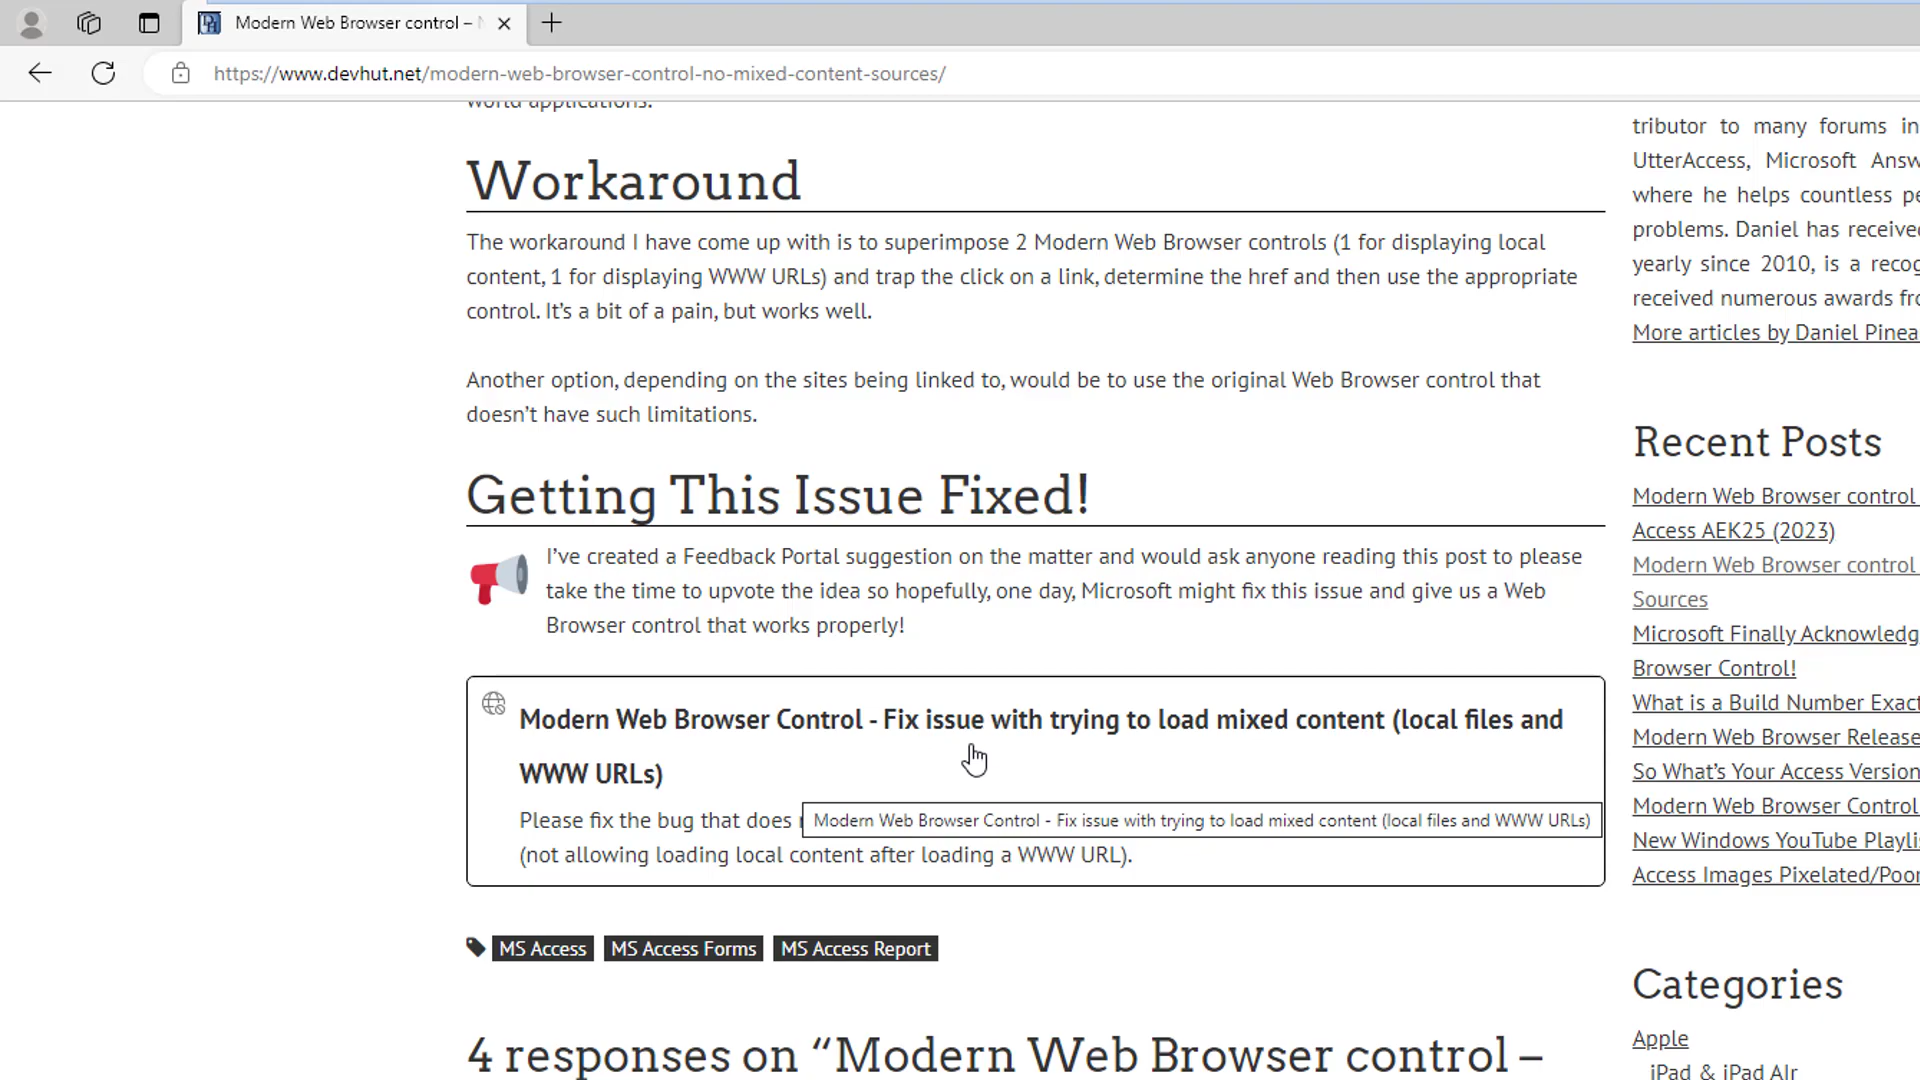 Modern Web Browser control –
https://www.devhut.net/modern-web-browser-control-no-mixed-content-sources/
world applications.
Workaround
The workaround I have come up with is to superimpose 2 Modern Web Browser controls (1 for displaying local
content, 1 for displaying WWW URLs) and trap the click on a link, determine the href and then use the appropriate
control. It’s a bit of a pain, but works well.
Another option, depending on the sites being linked to, would be to use the original Web Browser control that
doesn’t have such limitations.
Getting This Issue Fixed!
I’ve created a Feedback Portal suggestion on the matter and would ask anyone reading this post to please
take the time to upvote the idea so hopefully, one day, Microsoft might fix this issue and give us a Web
Browser control that works properly!
Modern Web Browser Control - Fix issue with trying to load mixed content (local files and
WWW URLs)
Please fix the bug that does
Modern Web Browser Control - Fix issue with trying to load mixed content (local files and WWW URLs)
(not allowing loading local content after loading a WWW URL).
MS Access MS Access Forms MS Access Report
4 responses on “Modern Web Browser control –
tributor to many forums in
UtterAccess, Microsoft Answ
where he helps countless pe
problems. Daniel has received
yearly since 2010, is a recog
received numerous awards fro
More articles by Daniel Pinea
Recent Posts
Modern Web Browser control
Access AEK25 (2023)
Modern Web Browser control
Sources
Microsoft Finally Acknowledg
Browser Control!
What is a Build Number Exact
Modern Web Browser Release
So What’s Your Access Version
Modern Web Browser Control
New Windows YouTube Playli
Access Images Pixelated/Poor
Categories
Apple
iPad & iPad AIr